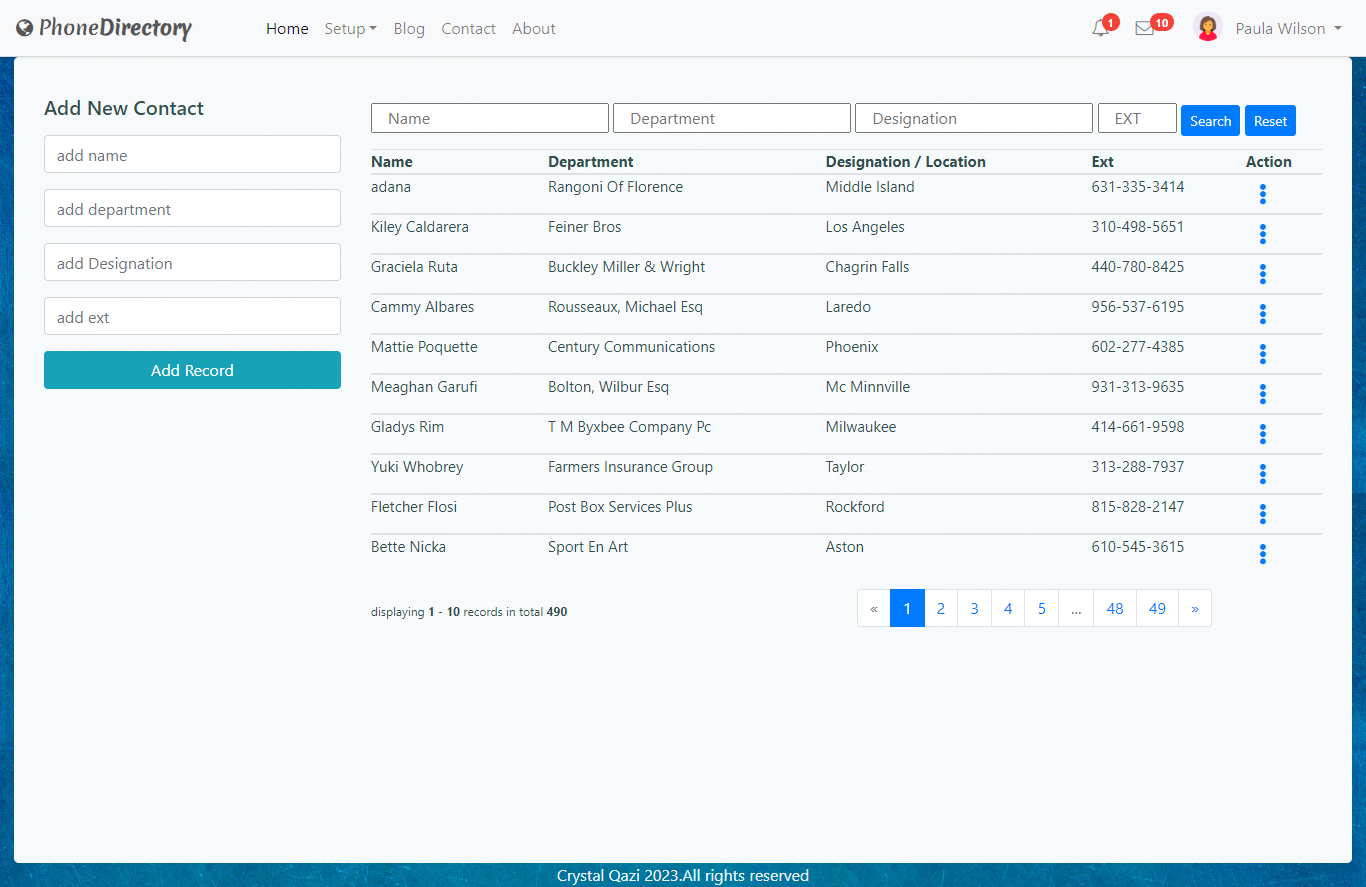 PhoneDirectory Home Setup Blog Contact About 1 10 Paula Wilson
Add New Contact
add name
add department
add Designation
add ext
Add Record
Name Department Designation EXT Search Reset
Name Department Designation / Location Ext Action
adana Rangoni Of Florence Middle Island 631-335-3414
Kiley Caldarera Feiner Bros Los Angeles 310-498-5651
Graciela Ruta Buckley Miller & Wright Chagrin Falls 440-780-8425
Cammy Albares Rousseaux, Michael Esq Laredo 956-537-6195
Mattie Poquette Century Communications Phoenix 602-277-4385
Meaghan Garufi Bolton, Wilbur Esq Mc Minnville 931-313-9635
Gladys Rim T M Byxbee Company Pc Milwaukee 414-661-9598
Yuki Whobrey Farmers Insurance Group Taylor 313-288-7937
Fletcher Flosi Post Box Services Plus Rockford 815-828-2147
Bette Nicka Sport En Art Aston 610-545-3615
displaying 1 - 10 records in total 490 « 1 2 3 4 5 ... 48 49 »
Crystal Qazi 2023.All rights reserved